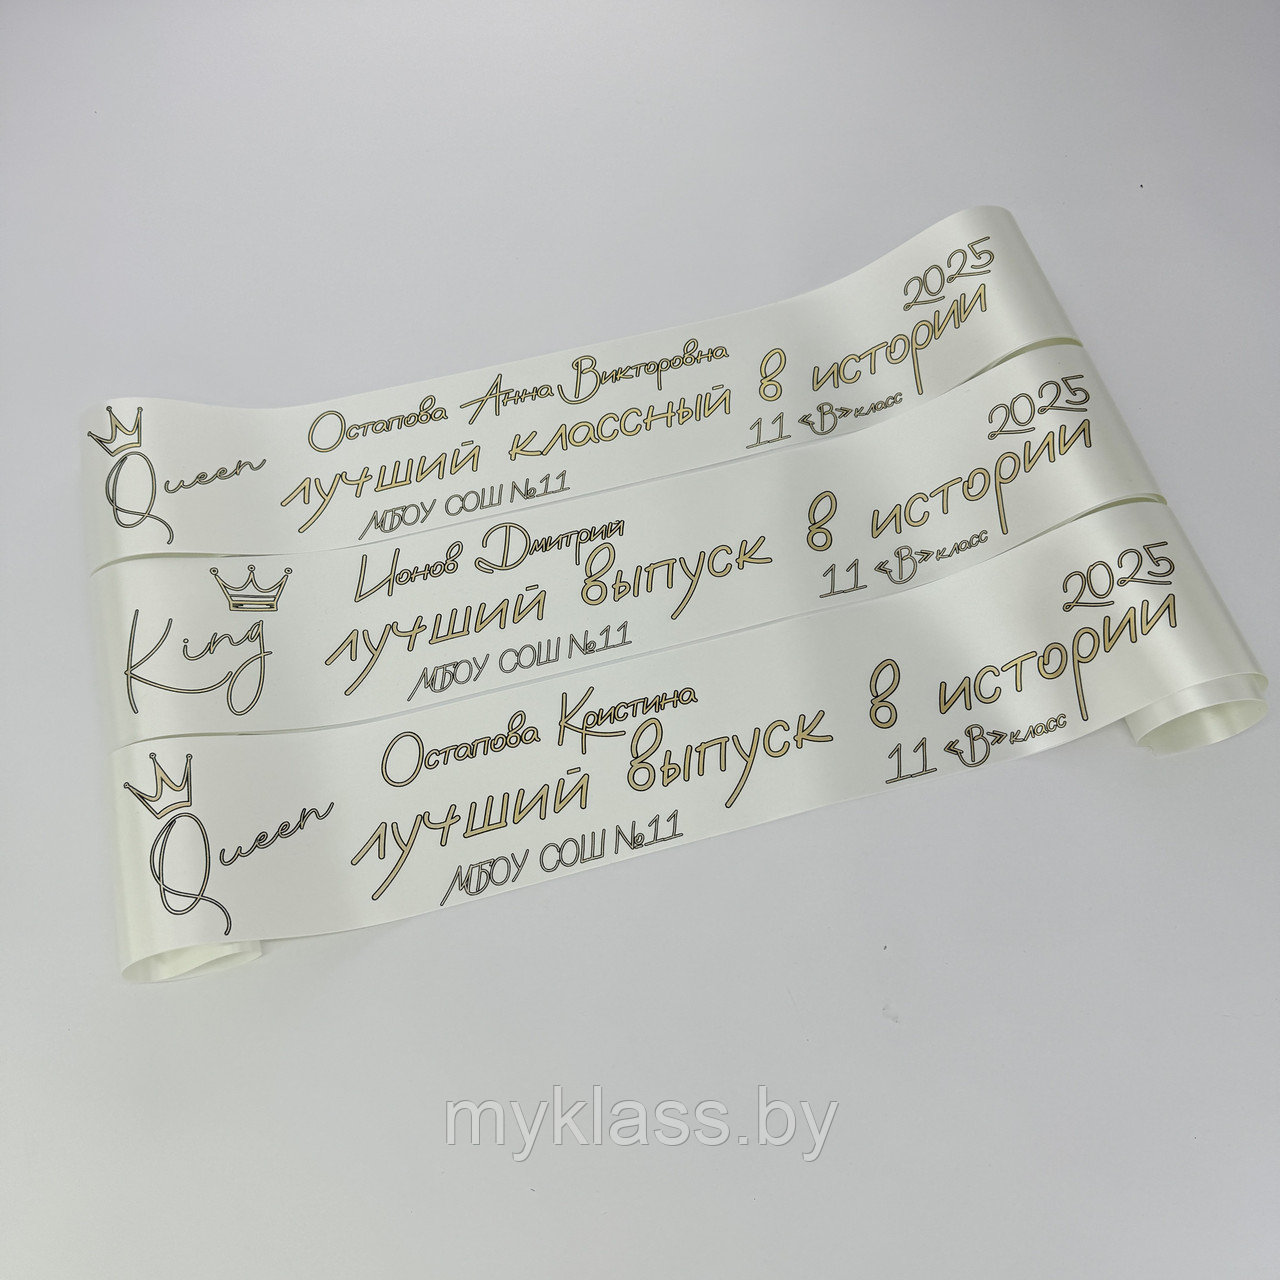 Queen
Остапова Анна Викторовна
2025
лучший классный в истории
МБОУ СОШ №11
11 «В» класс
King
Ионов Дмитрий
2025
лучший выпуск в истории
МБОУ СОШ №11
11 «В» класс
Queen
Остапова Кристина
2025
лучший выпуск в истории
МБОУ СОШ №11
11 «В» класс
myklass.by